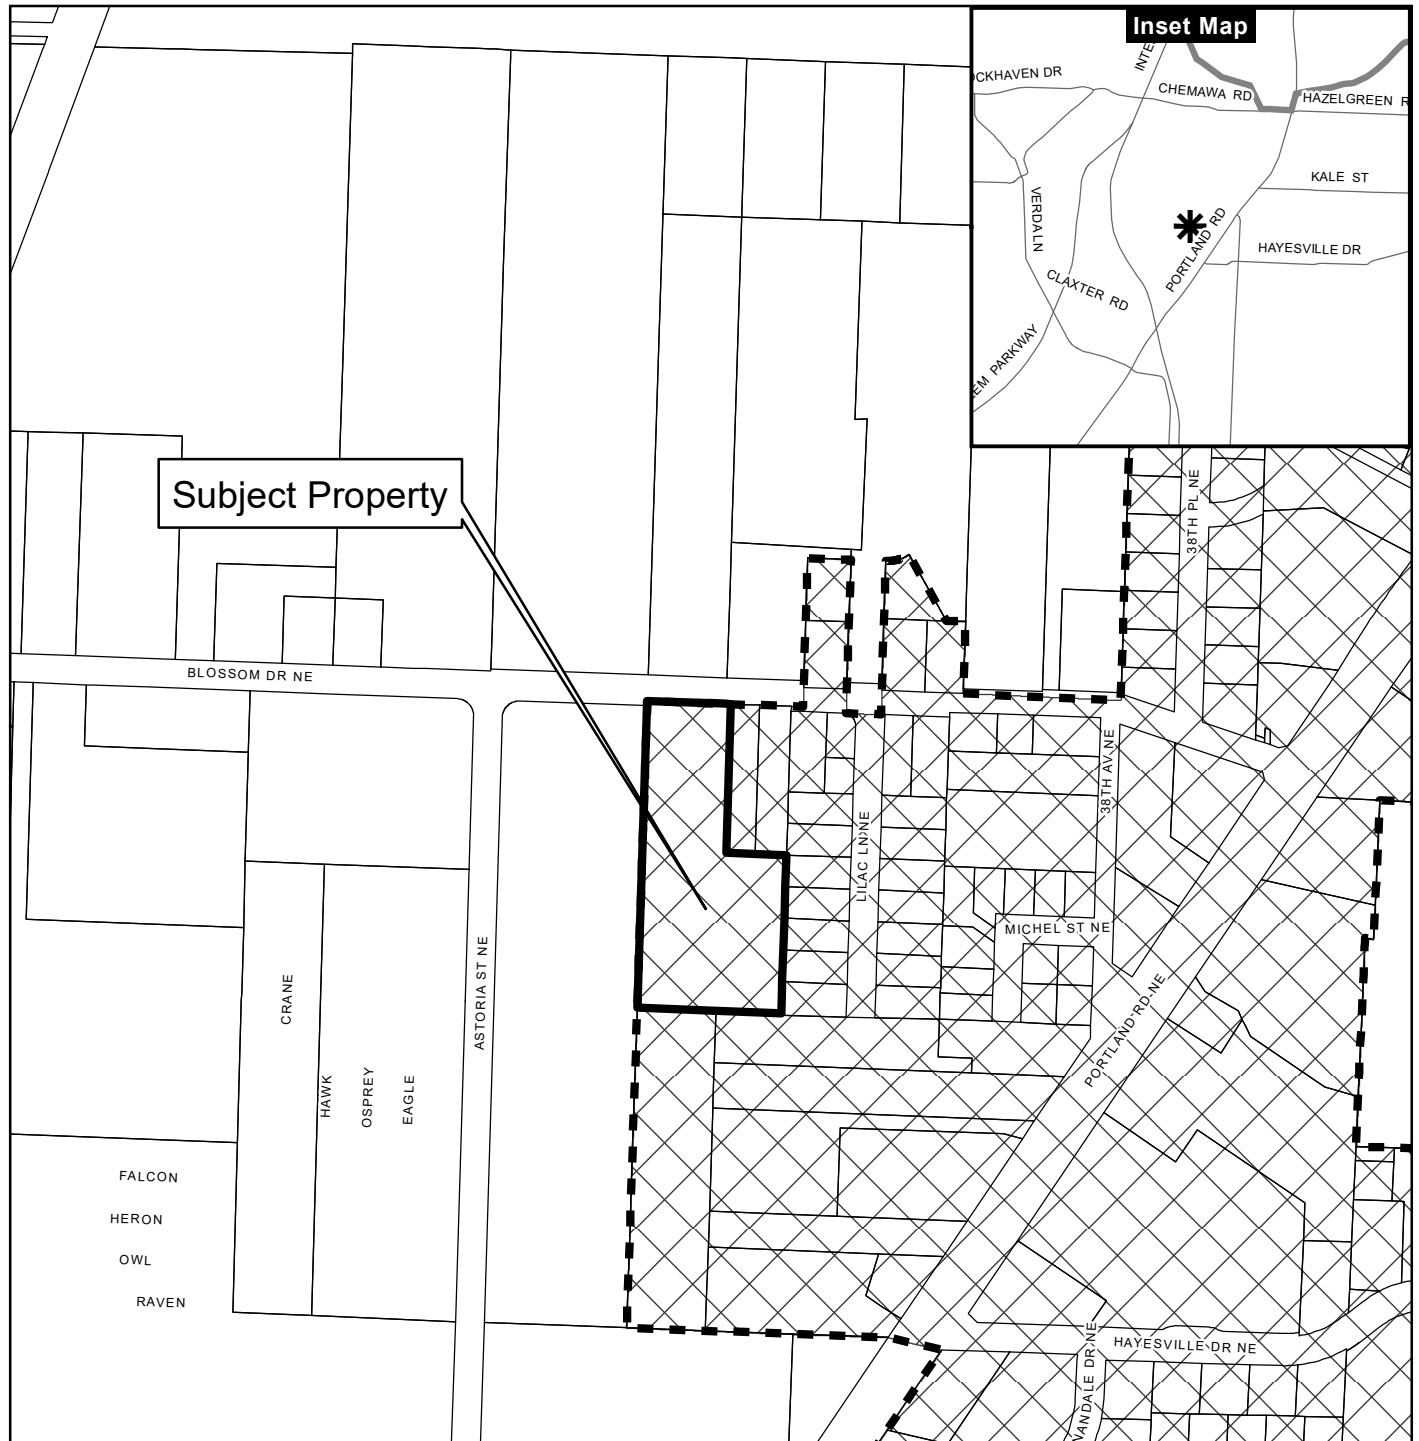 Inset Map
INTE
OCKHAVEN DR
CHEMAWA RD
HAZELGREEN R
KALE ST
VERDA LN
PORTLAND RD
HAYESVILLE DR
CLAXTER RD
LEM PARKWAY
Subject Property
38TH PL NE
BLOSSOM DR NE
38TH AV NE
LILAC LN NE
MICHEL ST NE
ASTORIA ST NE
CRANE
PORTLAND RD NE
HAWK
OSPREY
EAGLE
FALCON
HERON
OWL
RAVEN
HAYESVILLE DR NE
VANDALE DR NE